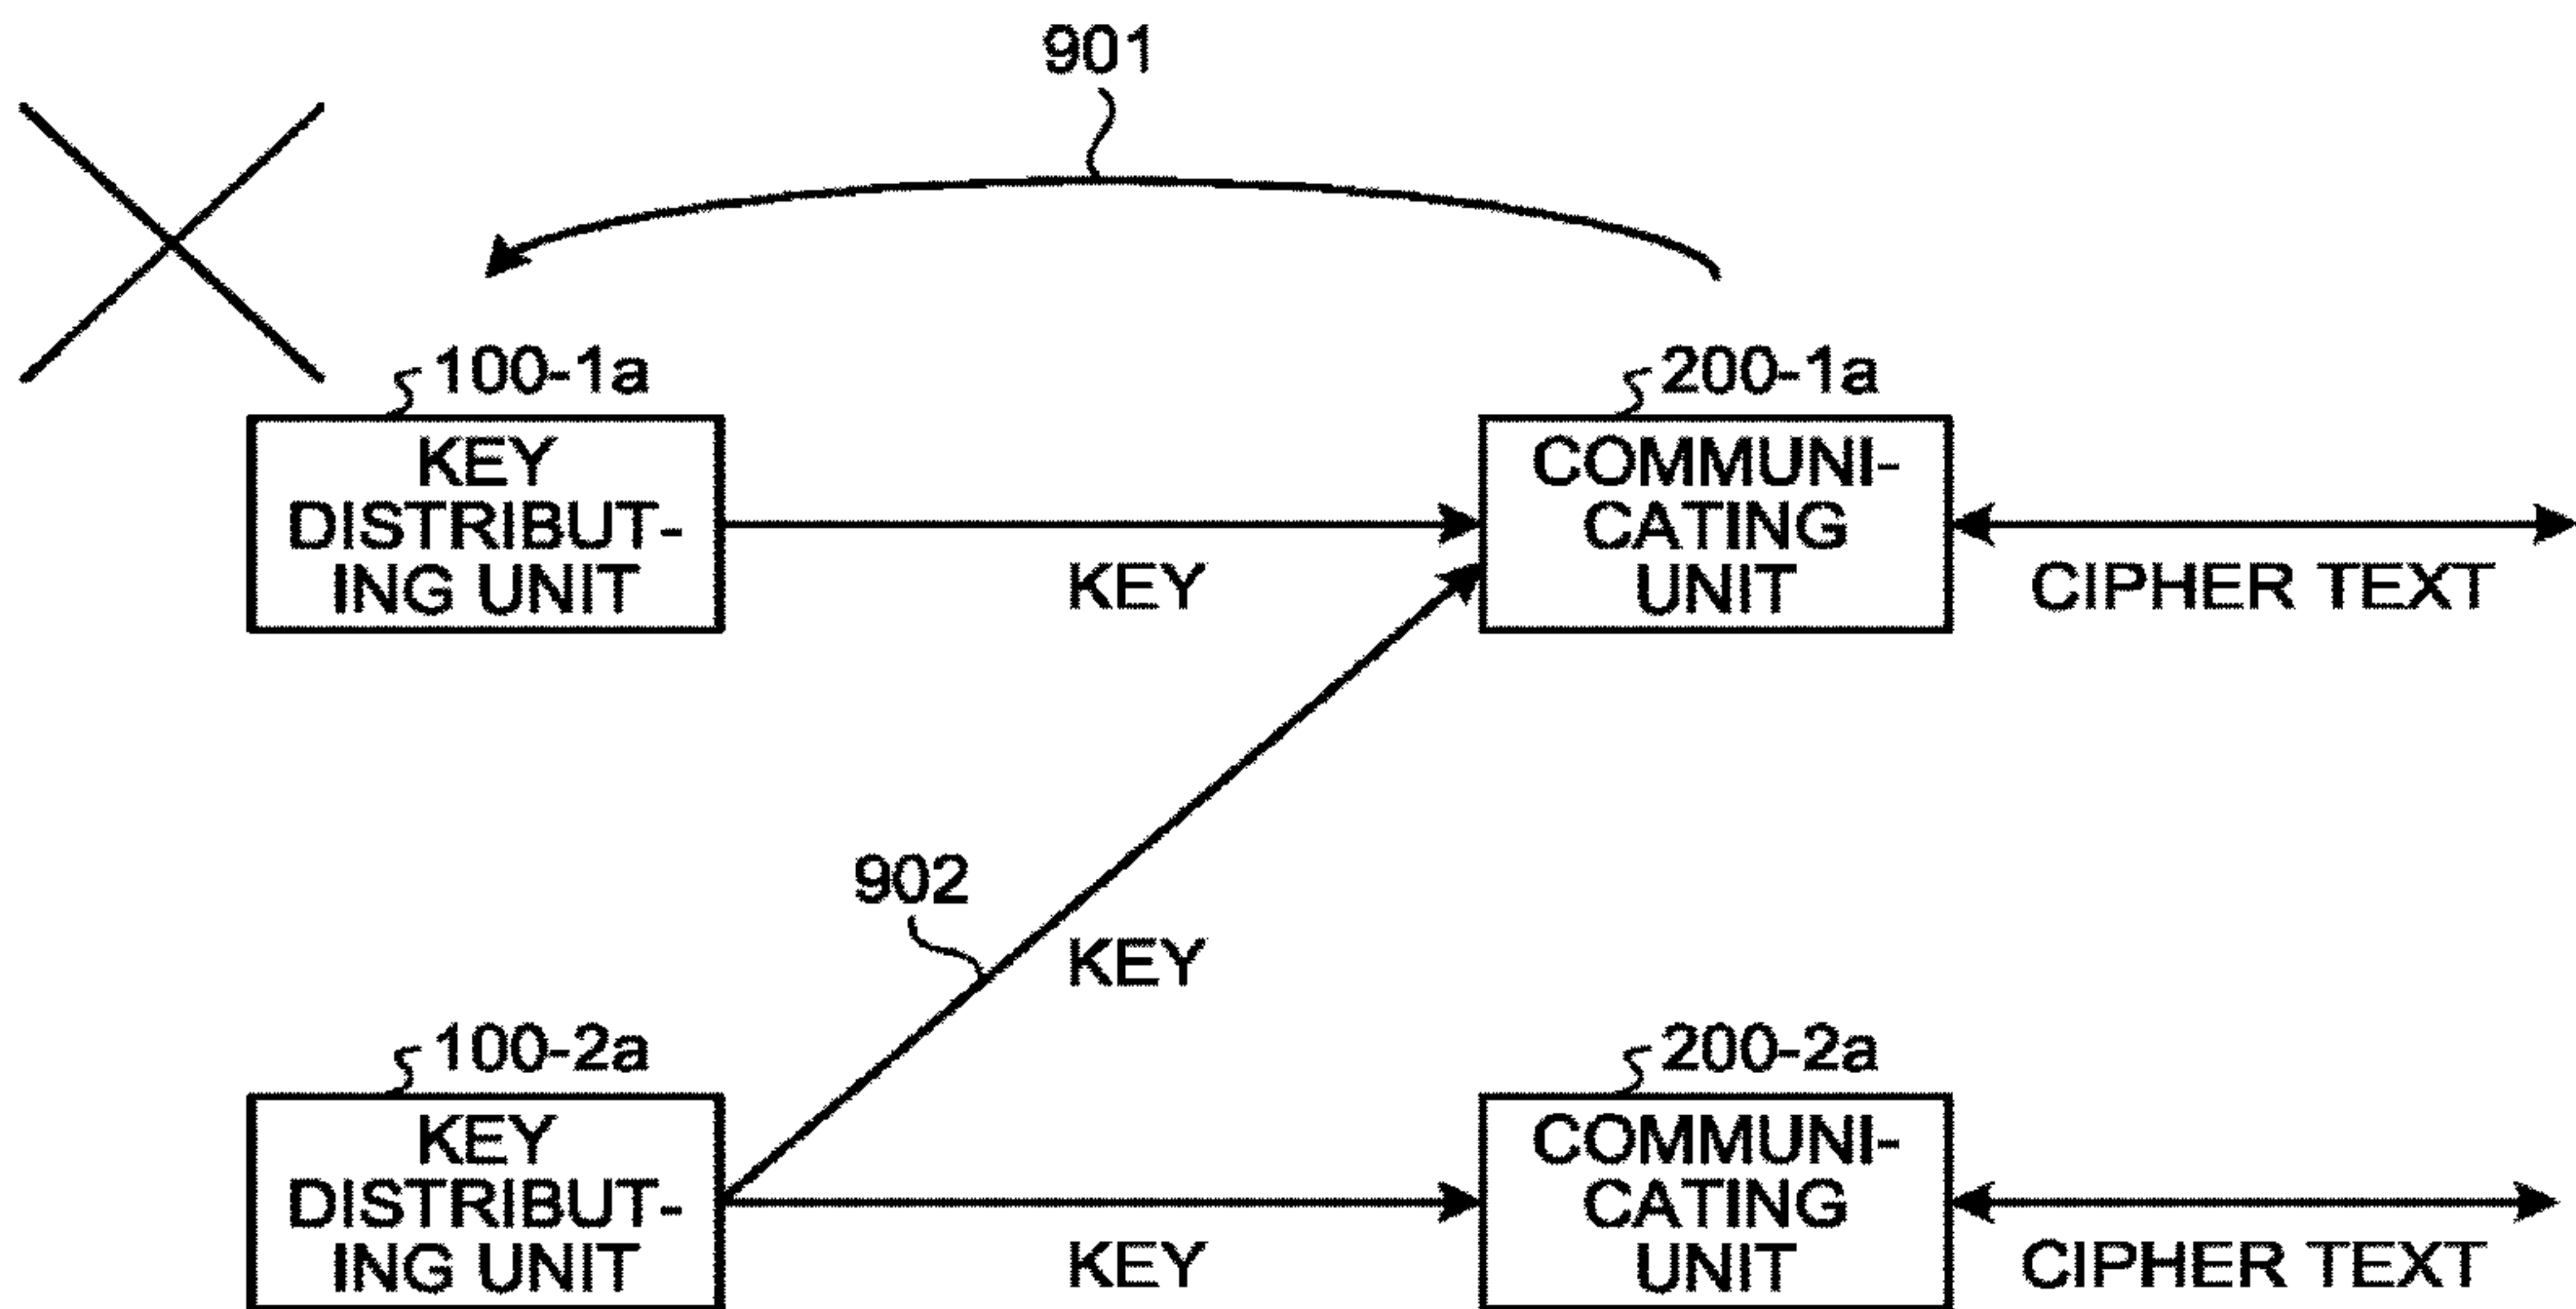 901
100-1a
200-1a
KEY
DISTRIBUT-
ING UNIT
COMMUNI-
CATING
UNIT
KEY
CIPHER TEXT
902
KEY
100-2a
200-2a
KEY
DISTRIBUT-
ING UNIT
COMMUNI-
CATING
UNIT
KEY
CIPHER TEXT